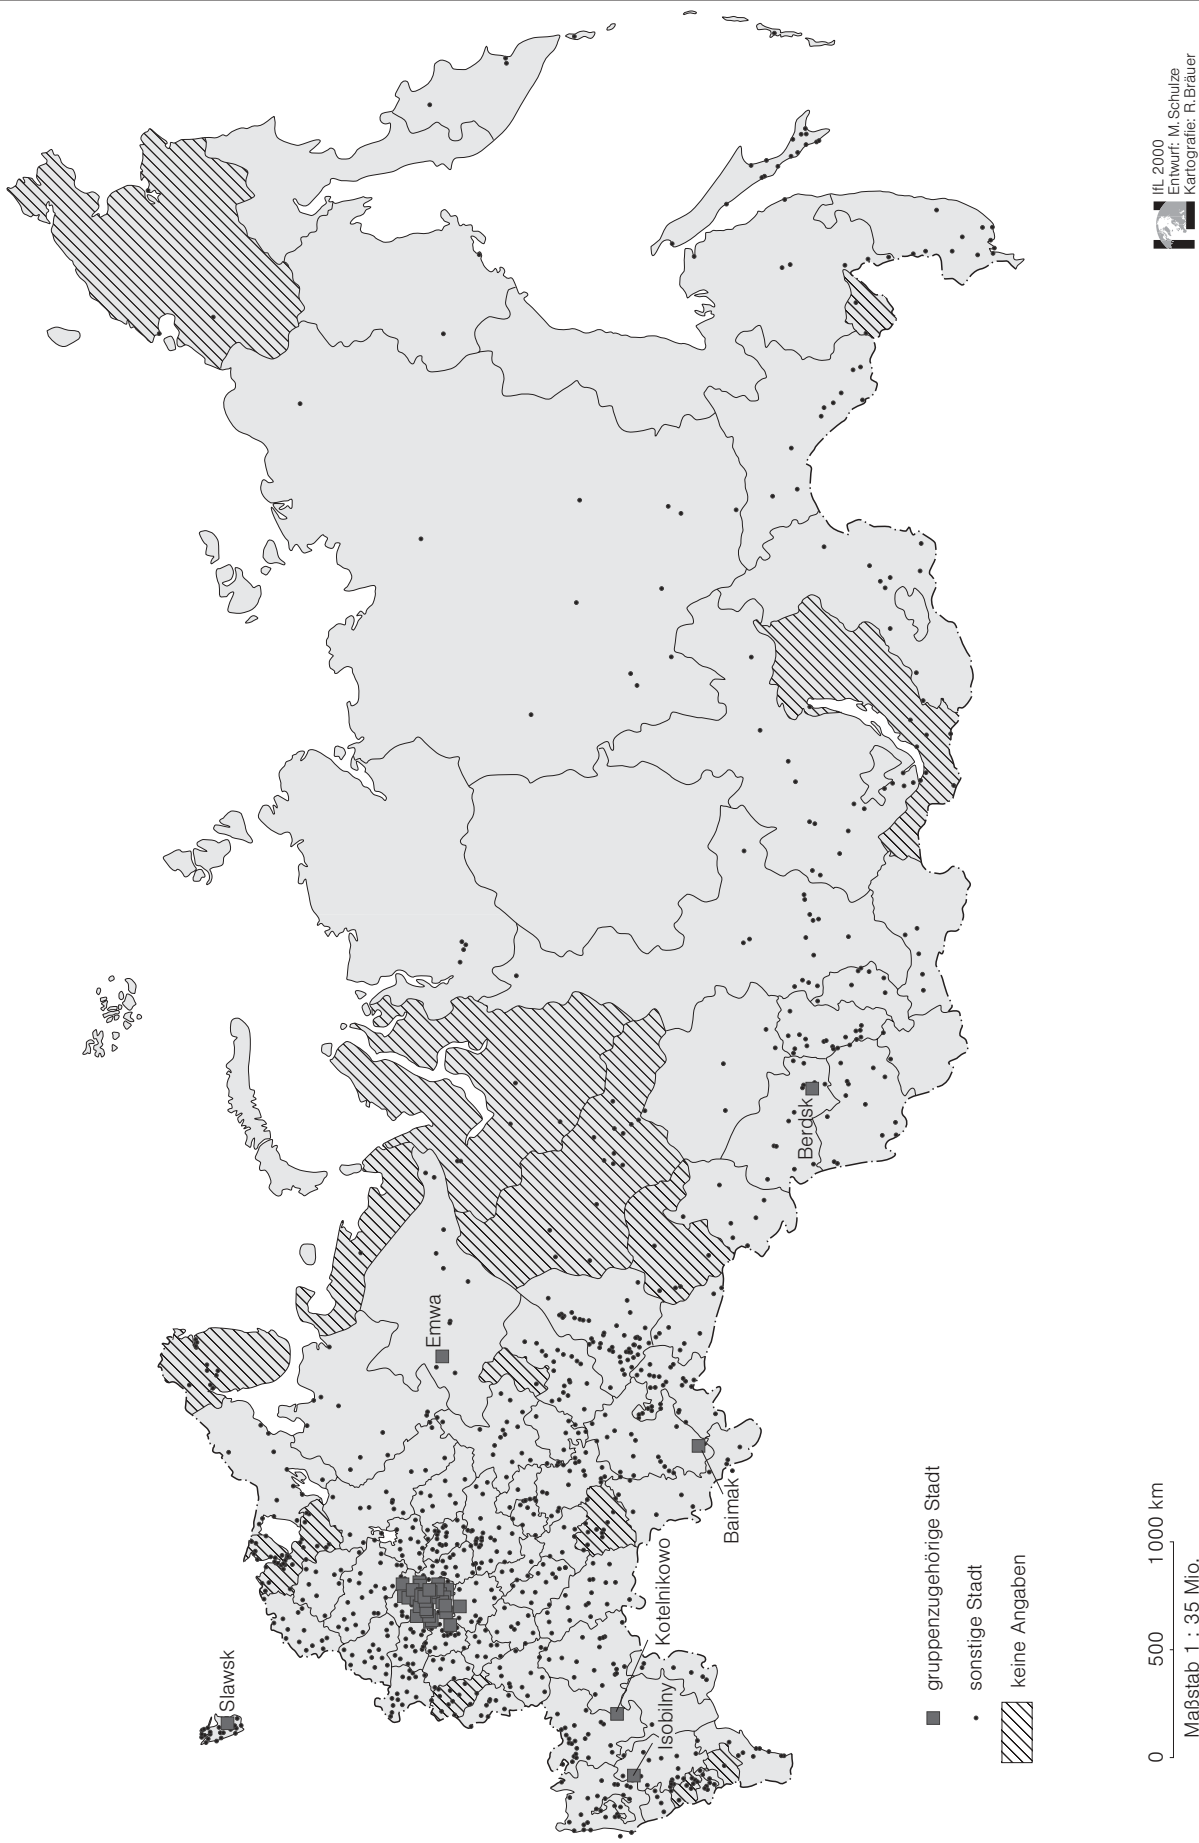 Slavsk
Emwa
Berdsk
Baimak
Kotelnikowo
Isobilny
gruppenzugehörige Stadt
sonstige Stadt
keine Angaben
0 500 1000 km
Maßstab 1 : 35 Mio.
IfL 2000
Entwurf: M. Schulze
Kartografie: R.Bräuer